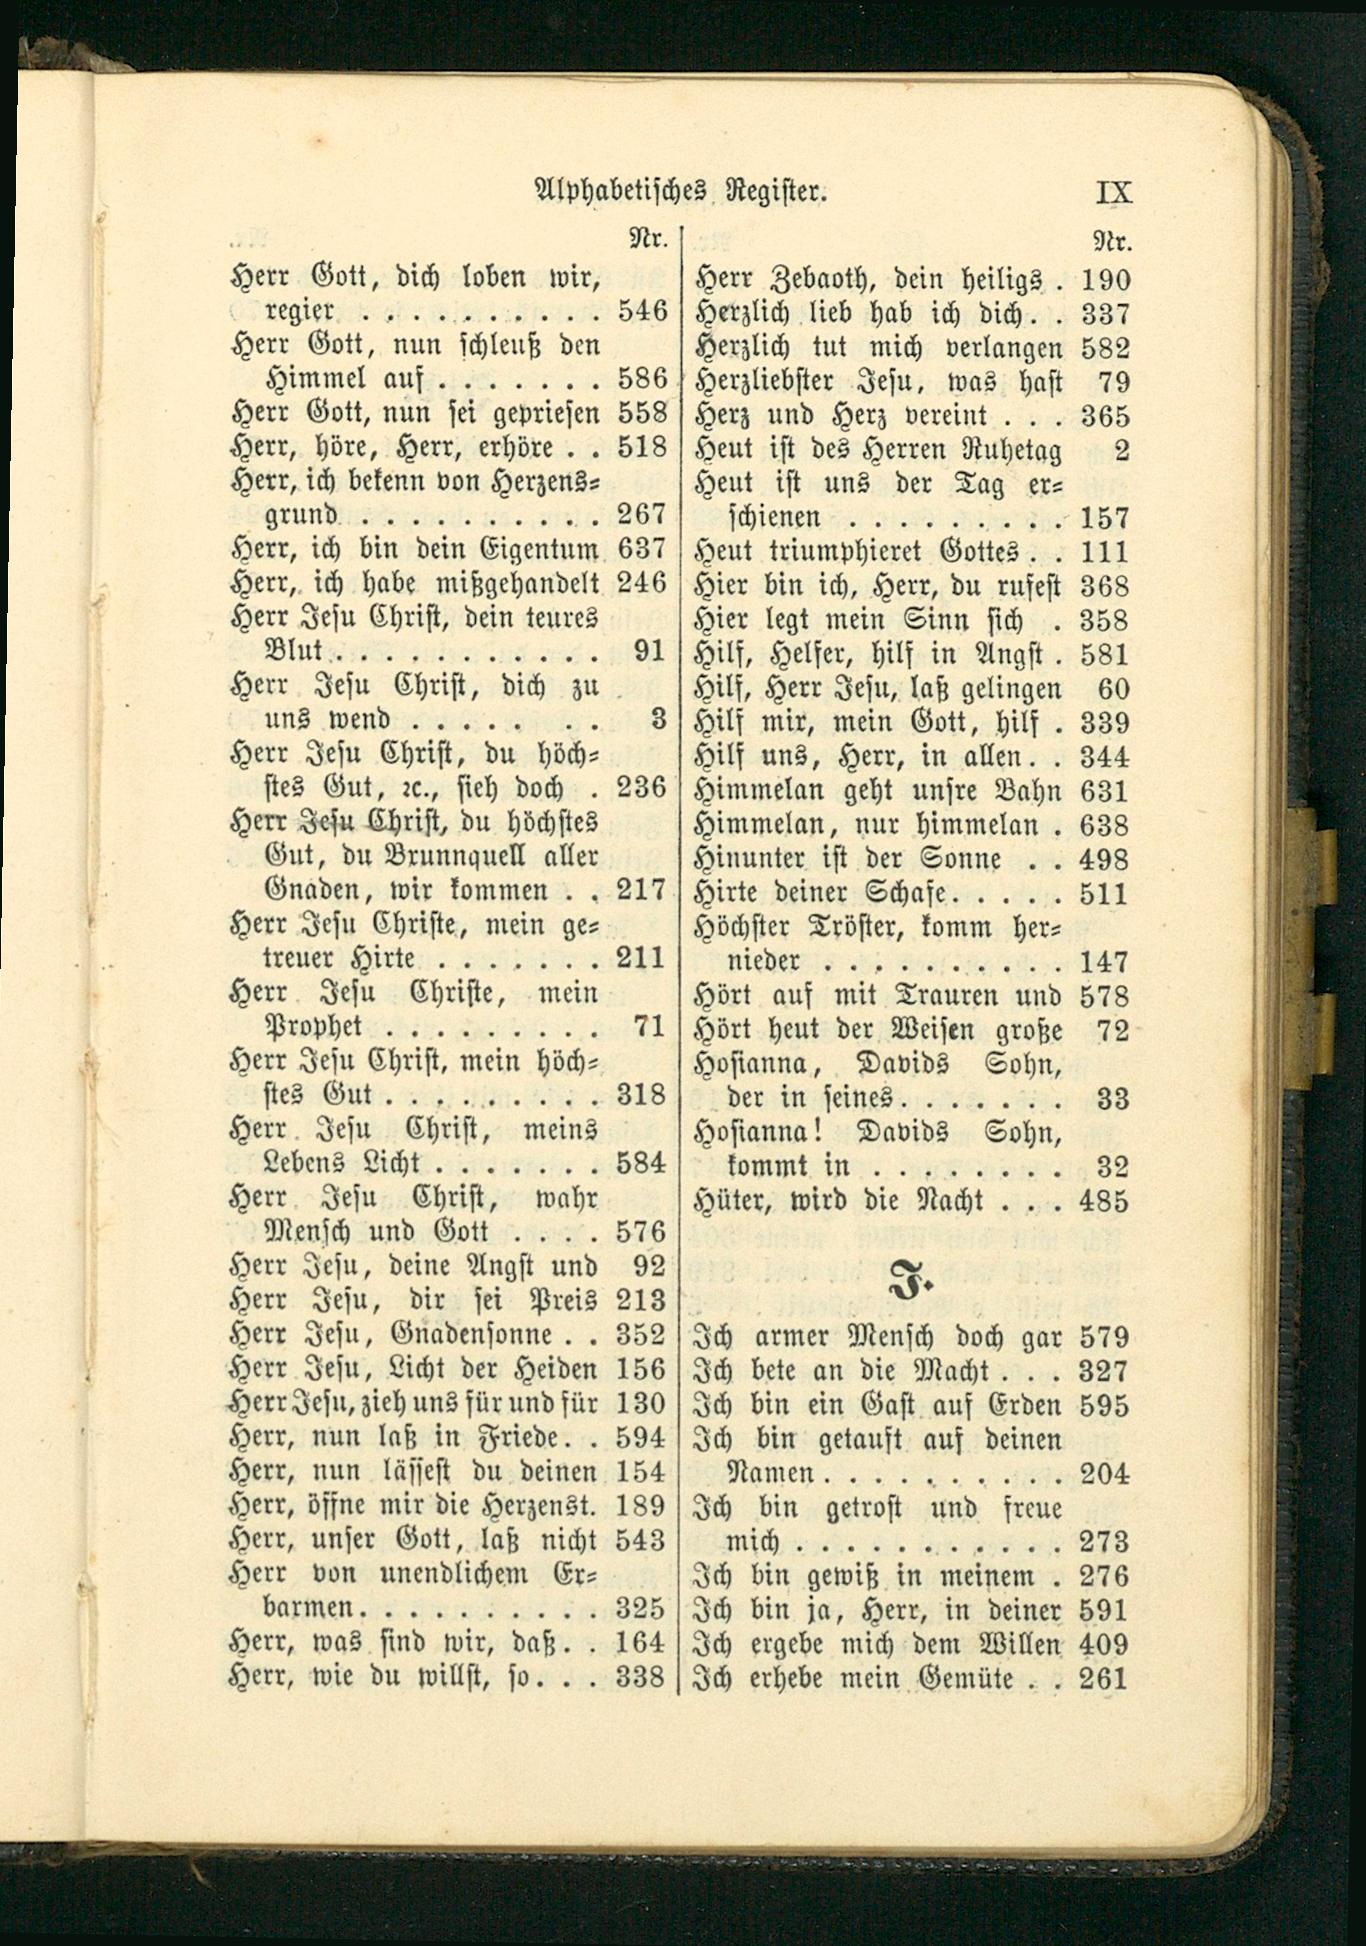 Alphabetisches Register. IX
Nr.
Herr Gott, dich loben wir,
regier . . . . . . . . . . 546
Herr Gott, nun schleuß den
Himmel auf . . . . . . . 586
Herr Gott, nun sei gepriesen 558
Herr, höre, Herr, erhöre . . 518
Herr, ich bekenn von Herzens-
grund . . . . . . . . . . 267
Herr, ich bin dein Eigentum 637
Herr, ich habe mißgehandelt 246
Herr Jesu Christ, dein teures
Blut . . . . . . . . . . . 91
Herr Jesu Christ, dich zu
uns wend . . . . . . . 3
Herr Jesu Christ, du höch-
stes Gut, ꝛc., sieh doch . 236
Herr Jesu Christ, du höchstes
Gut, du Brunnquell aller
Gnaden, wir kommen . . 217
Herr Jesu Christe, mein ge-
treuer Hirte . . . . . . . 211
Herr Jesu Christe, mein
Prophet . . . . . . . . . 71
Herr Jesu Christ, mein höch-
stes Gut . . . . . . . . . 318
Herr Jesu Christ, meins
Lebens Licht . . . . . . . 584
Herr Jesu Christ, wahr
Mensch und Gott . . . . 576
Herr Jesu, deine Angst und 92
Herr Jesu, dir sei Preis 213
Herr Jesu, Gnadensonne . . 352
Herr Jesu, Licht der Heiden 156
Herr Jesu, zieh uns für und für 130
Herr, nun laß in Friede. . 594
Herr, nun lässest du deinen 154
Herr, öffne mir die Herzenst. 189
Herr, unser Gott, laß nicht 543
Herr von unendlichem Er-
barmen. . . . . . . . . . 325
Herr, was sind wir, daß. . 164
Herr, wie du willst, so. . . 338
Nr.
Herr Zebaoth, dein heiligs . 190
Herzlich lieb hab ich dich. . 337
Herzlich tut mich verlangen 582
Herzliebster Jesu, was hast 79
Herz und Herz vereint . . . 365
Heut ist des Herren Ruhetag 2
Heut ist uns der Tag er-
schienen . . . . . . . . . 157
Heut triumphieret Gottes . . 111
Hier bin ich, Herr, du rufest 368
Hier legt mein Sinn sich . 358
Hilf, Helfer, hilf in Angst . 581
Hilf, Herr Jesu, laß gelingen 60
Hilf mir, mein Gott, hilf . 339
Hilf uns, Herr, in allen. . 344
Himmelan geht unsre Bahn 631
Himmelan, nur himmelan . 638
Hinunter ist der Sonne . . 498
Hirte deiner Schafe. . . . . 511
Höchster Tröster, komm her-
nieder . . . . . . . . . . 147
Hört auf mit Trauren und 578
Hört heut der Weisen große 72
Hosianna, Davids Sohn,
der in seines. . . . . . . 33
Hosianna! Davids Sohn,
kommt in . . . . . . . . 32
Hüter, wird die Nacht . . . 485
J.
Ich armer Mensch doch gar 579
Ich bete an die Macht . . . 327
Ich bin ein Gast auf Erden 595
Ich bin getauft auf deinen
Namen . . . . . . . . . . 204
Ich bin getrost und freue
mich . . . . . . . . . . . 273
Ich bin gewiß in meinem . 276
Ich bin ja, Herr, in deiner 591
Ich ergebe mich dem Willen 409
Ich erhebe mein Gemüte . . 261